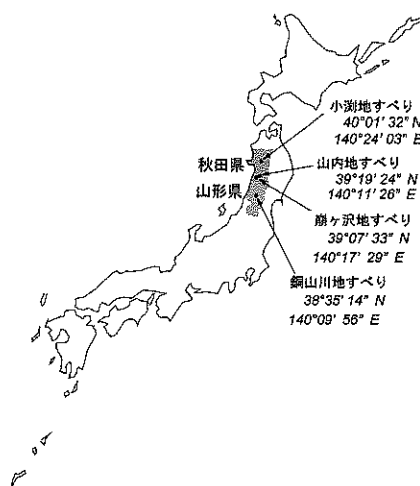 小渕地すべり
40°01' 32" N
140°24' 03" E
秋田県
山内地すべり
39°19' 24" N
140°11' 26" E
山形県
崩ヶ沢地すべり
39°07' 33" N
140°17' 29" E
銅山川地すべり
38°35' 14" N
140°09' 56" E